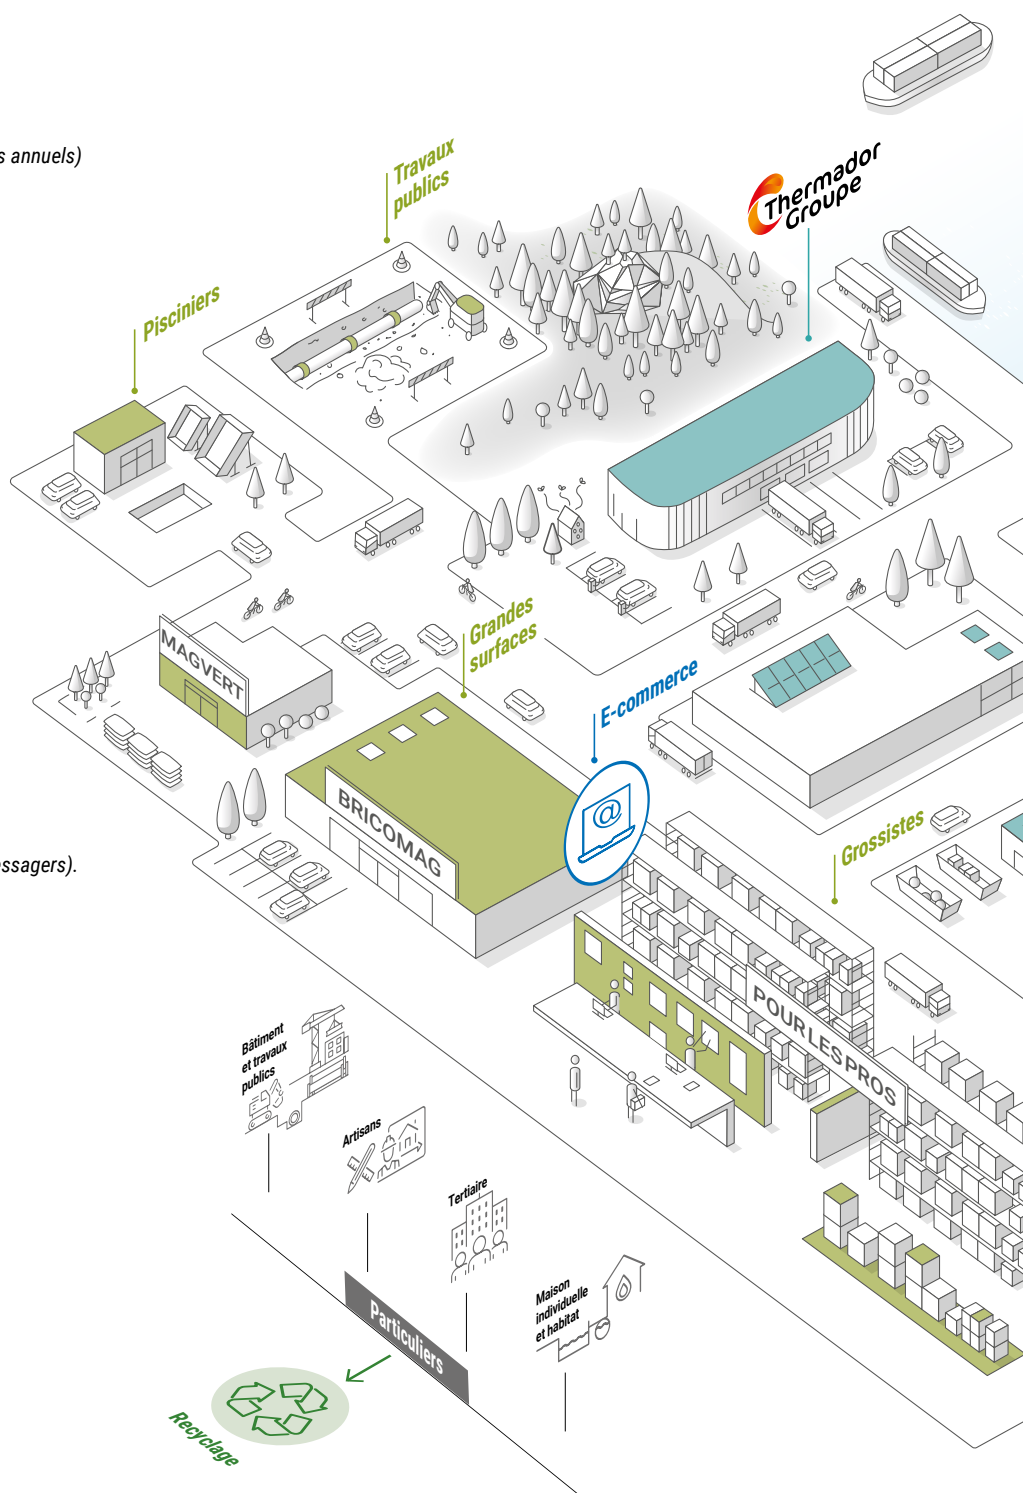 s annuels)
Travaux
publics
Thermador
Groupe
Pisciniers
MAGVERT
Grandes
surfaces
E-commerce
@
BRICOMAG
Grossistes
ssagers).
POUR LES PROS
Bâtiment
et travaux
publics
Artisans
Tertiaire
Maison
individuelle
et habitat
Particuliers
Recyclage